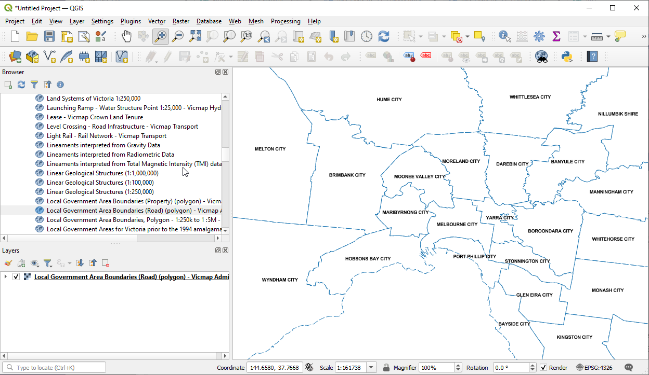 *Untitled Project — QGIS
Project Edit View Layer Settings Plugins Vector Raster Database Web Mesh Processing Help
Browser
Land Systems of Victoria 1:250,000
Launching Ramp - Water Structure Point 1:25,000 - Vicmap Hyd
Lease - Vicmap Crown Land Tenure
Level Crossing - Road Infrastructure - Vicmap Transport
Light Rail - Rail Network - Vicmap Transport
Lineaments interpreted from Gravity Data
Lineaments interpreted from Radiometric Data
Lineaments interpreted from Total Magnetic Intensity (TMI) data
Linear Geological Structures (1:1,000,000)
Linear Geological Structures (1:100,000)
Linear Geological Structures (1:250,000)
Local Government Area Boundaries (Property) (polygon) - Vicm
Local Government Area Boundaries (Road) (polygon) - Vicmap A
Local Government Area Boundaries, Polygon - 1:250k to 1:5M -
Local Government Areas for Victoria prior to the 1994 amalgama
Layers
Local Government Area Boundaries (Road) (polygon) - Vicmap Admi
HUME CITY
WHITTLESEA CITY
NILLUMBIK SHIRE
MELTON CITY
BRIMBANK CITY
MORELAND CITY
DAREBIN CITY
BANYULE CITY
MOONEE VALLEY CITY
MANNINGHAM CITY
MARIBYRNONG CITY
MELBOURNE CITY
YARRA CITY
BOROONDARA CITY
WHITEHORSE CITY
HOBSONS BAY CITY
PORT PHILLIP CITY
STONNINGTON CITY
WYNDHAM CITY
GLEN EIRA CITY
MONASH CITY
BAYSIDE CITY
KINGSTON CITY
Type to locate (Ctrl+K)
Coordinate 144.6580, 37.7668 Scale 1:161738 Magnifier 100% Rotation 0.0 ° Render EPSG:4326